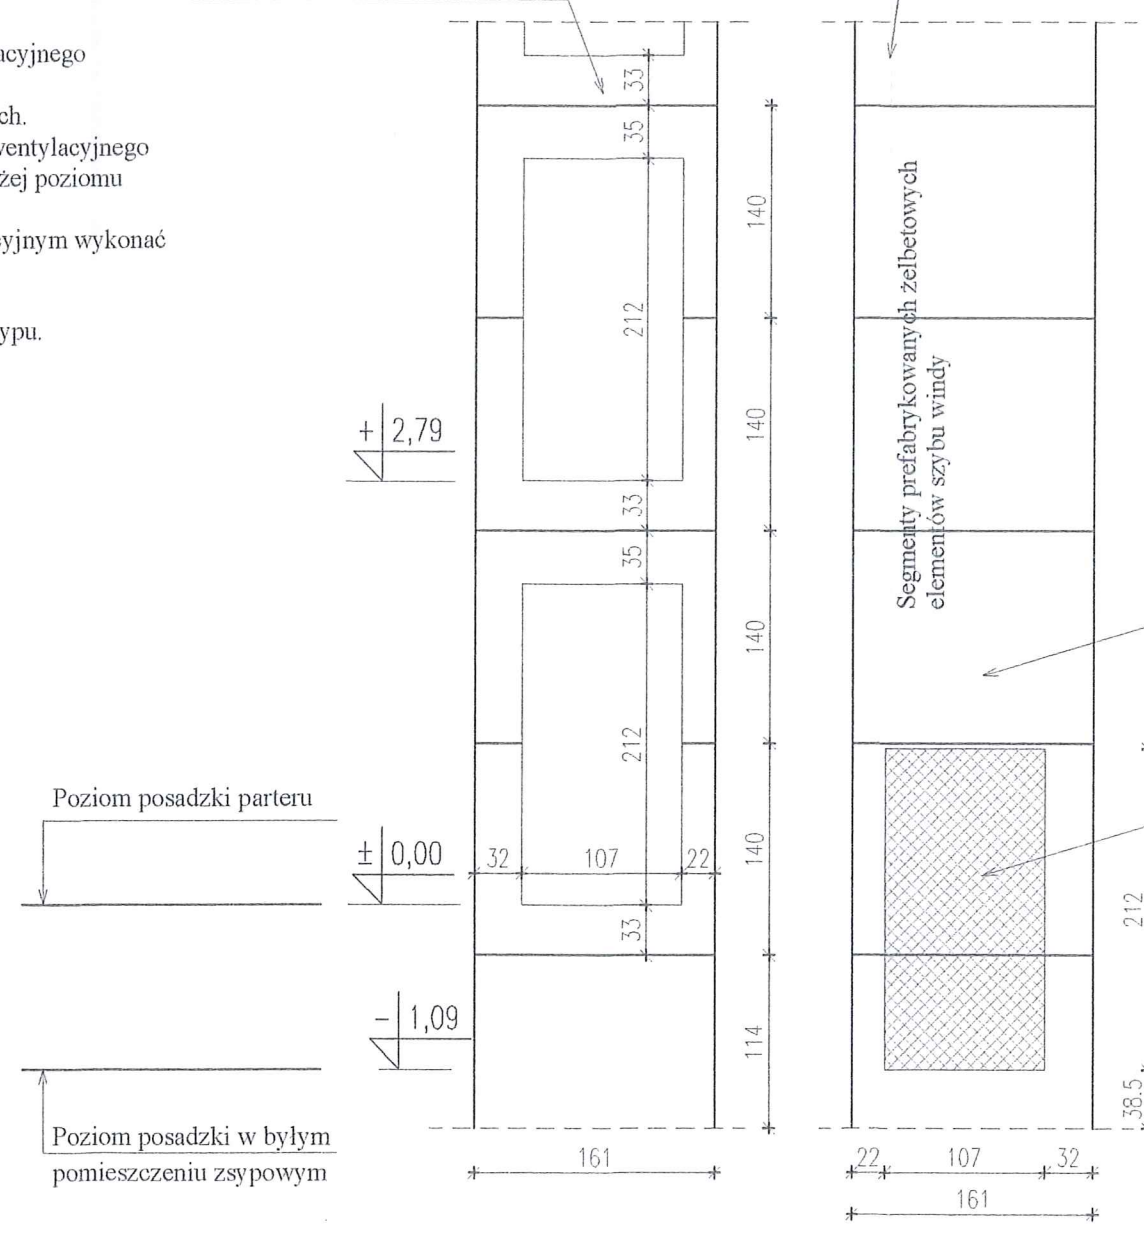 acyjnego
ch.
ventylacyjnego
żej poziomu
cyjnym wykonać
ypu.
33
35
140
212
140
+ 2,79
33
35
140
212
Poziom posadzki parteru
± 0,00
32 107 22
140
33
- 1,09
114
Poziom posadzki w byłym
pomieszczeniu zsypowym
161
Segmenty prefabrykowanych żelbetowych
elementów szybu windy
212
38.5
22 107 32
161